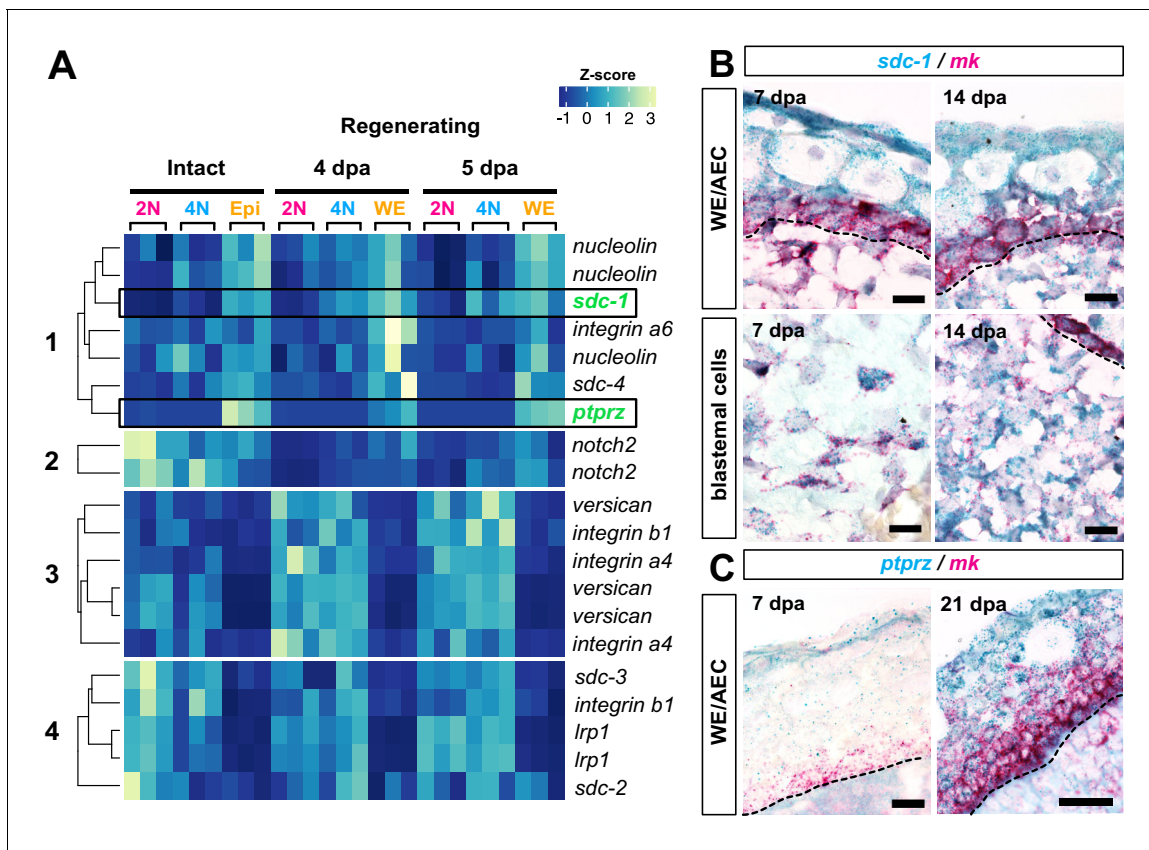 A
Z-score
-1 0 1 2 3
Regenerating
Intact 4 dpa 5 dpa
2N 4N Epi 2N 4N WE 2N 4N WE
1
nucleolin
nucleolin
sdc-1
integrin a6
nucleolin
sdc-4
ptprz
2
notch2
notch2
3
versican
integrin b1
integrin a4
versican
versican
integrin a4
4
sdc-3
integrin b1
lrp1
lrp1
sdc-2
B
sdc-1 / mk
WE/AEC
7 dpa
14 dpa
blastemal cells
7 dpa
14 dpa
C
ptprz / mk
WE/AEC
7 dpa
21 dpa